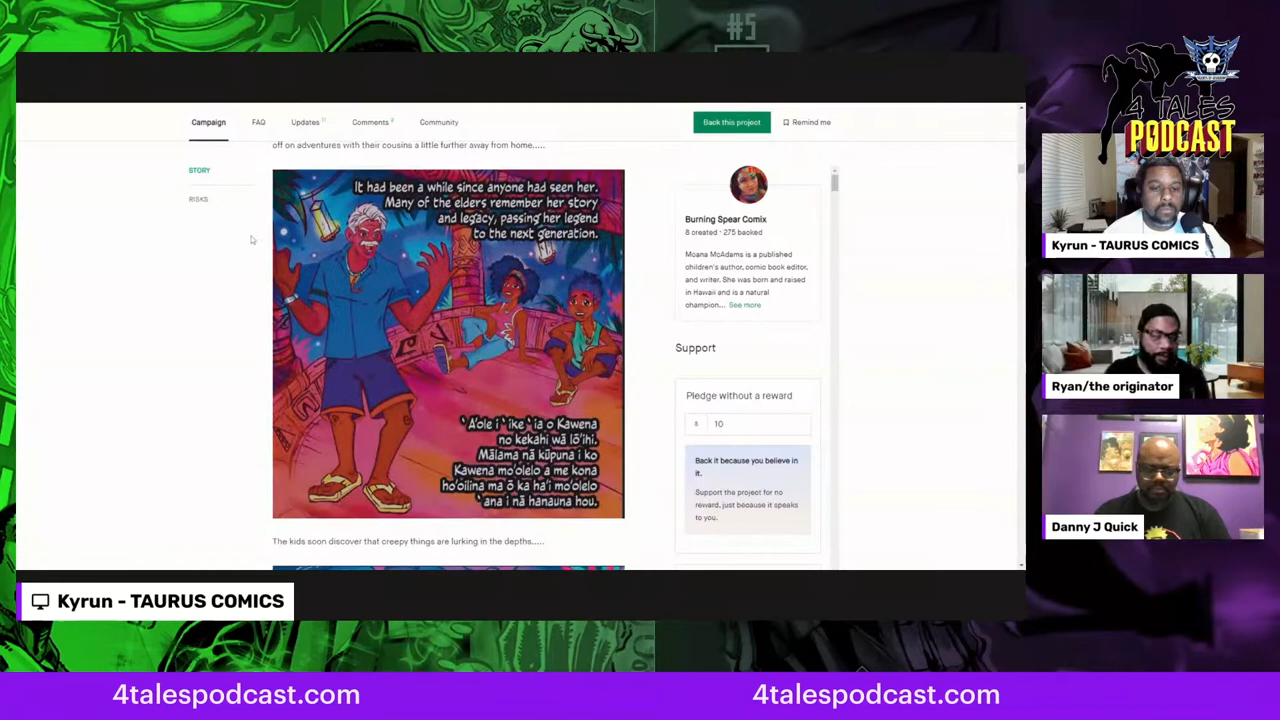 #5
4 TALES
PODCAST
Campaign
FAQ
Updates 11
Comments
Community
Back this project
Remind me
off on adventures with their cousins a little further away from home.....
STORY
RISKS
It had been a while since anyone had seen her.
Many of the elders remember her story
and legacy, passing her legend
to the next generation.
ʻAʻole i ʻike ʻia o Kawena
no kekahi wā lōʻihi.
Mālama nā kūpuna i ko
Kawena moʻolelo a me kona
hoʻoilina ma ō ka haʻi moʻolelo
ʻana i nā hanauna hou.
The kids soon discover that creepy things are lurking in the depths.....
Burning Spear Comix
8 created · 275 backed
Moana McAdams is a published
children's author, comic book editor,
and writer. She was born and raised
in Hawaii and is a natural
champion... See more
Support
Pledge without a reward
10
Back it because you believe in
it.
Support the project for no
reward, just because it speaks
to you.
Kyrun - TAURUS COMICS
Ryan/the originator
Danny J Quick
Kyrun - TAURUS COMICS
4talespodcast.com
4talespodcast.com